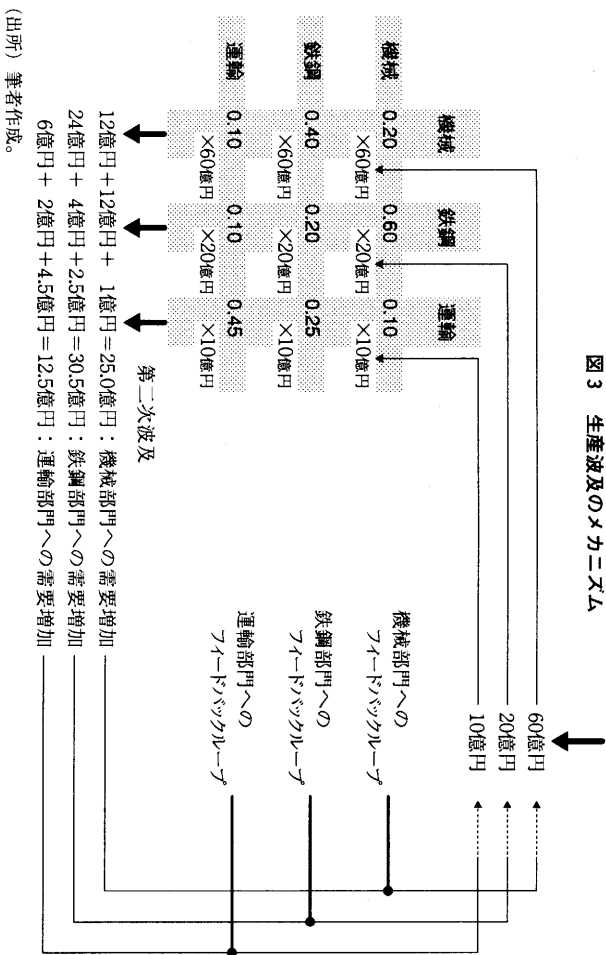 図3 生産波及のメカニズム
60億円
20億円
10億円
機械 鉄鋼 運輸
機械 0.20 0.60 0.10
×60億円 ×20億円 ×10億円
鉄鋼 0.40 0.20 0.25
×60億円 ×20億円 ×10億円
運輸 0.10 0.10 0.45
×60億円 ×20億円 ×10億円
機械部門への
フィードバックループ
鉄鋼部門への
フィードバックループ
運輸部門への
フィードバックループ
第二次波及
12億円+12億円+ 1億円=25.0億円:機械部門への需要増加
24億円+ 4億円+2.5億円=30.5億円:鉄鋼部門への需要増加
6億円+ 2億円+4.5億円=12.5億円:運輸部門への需要増加
(出所) 筆者作成。